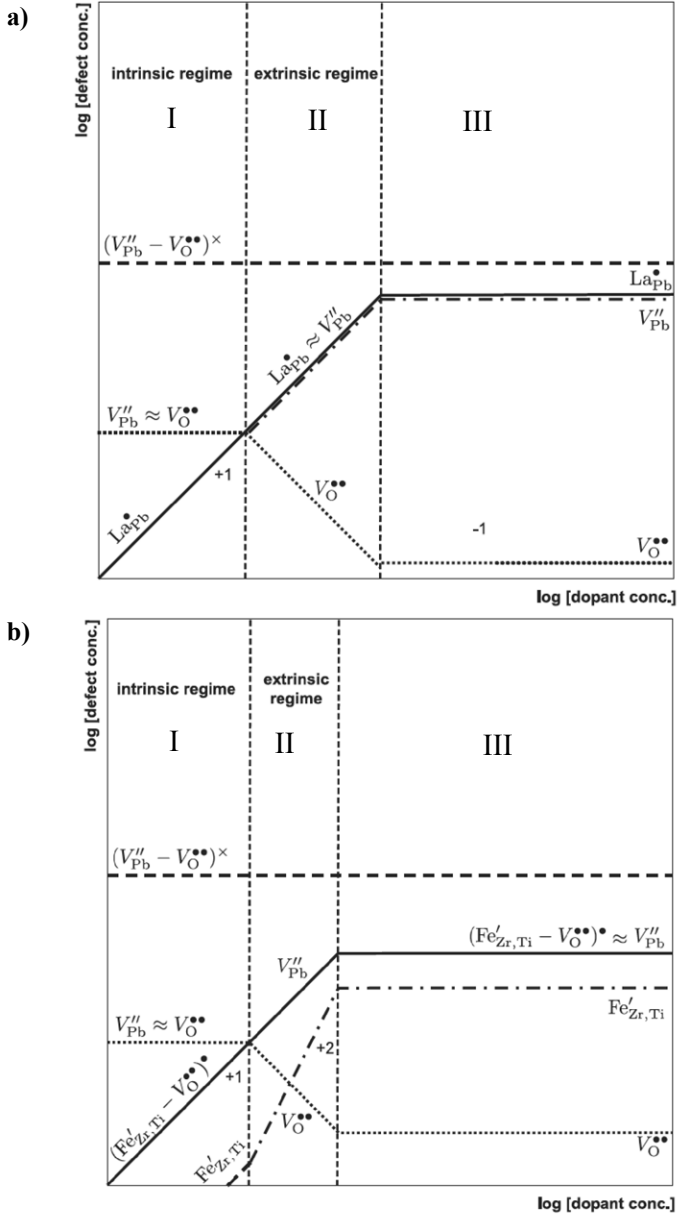 a)
log [defect conc.]
intrinsic regime
extrinsic regime
I
II
III
(V″Pb − VO••)×
La•Pb
V″Pb
La•Pb ≈ V″Pb
V″Pb ≈ VO••
+1
VO••
La•Pb
-1
VO••
log [dopant conc.]
b)
log [defect conc.]
intrinsic regime
extrinsic
regime
I
II
III
(V″Pb − VO••)×
(Fe′Zr,Ti − VO••)• ≈ V″Pb
V″Pb
Fe′Zr,Ti
V″Pb ≈ VO••
+2
+1
(Fe′Zr,Ti − VO••)•
Fe′Zr,Ti
VO••
VO••
log [dopant conc.]